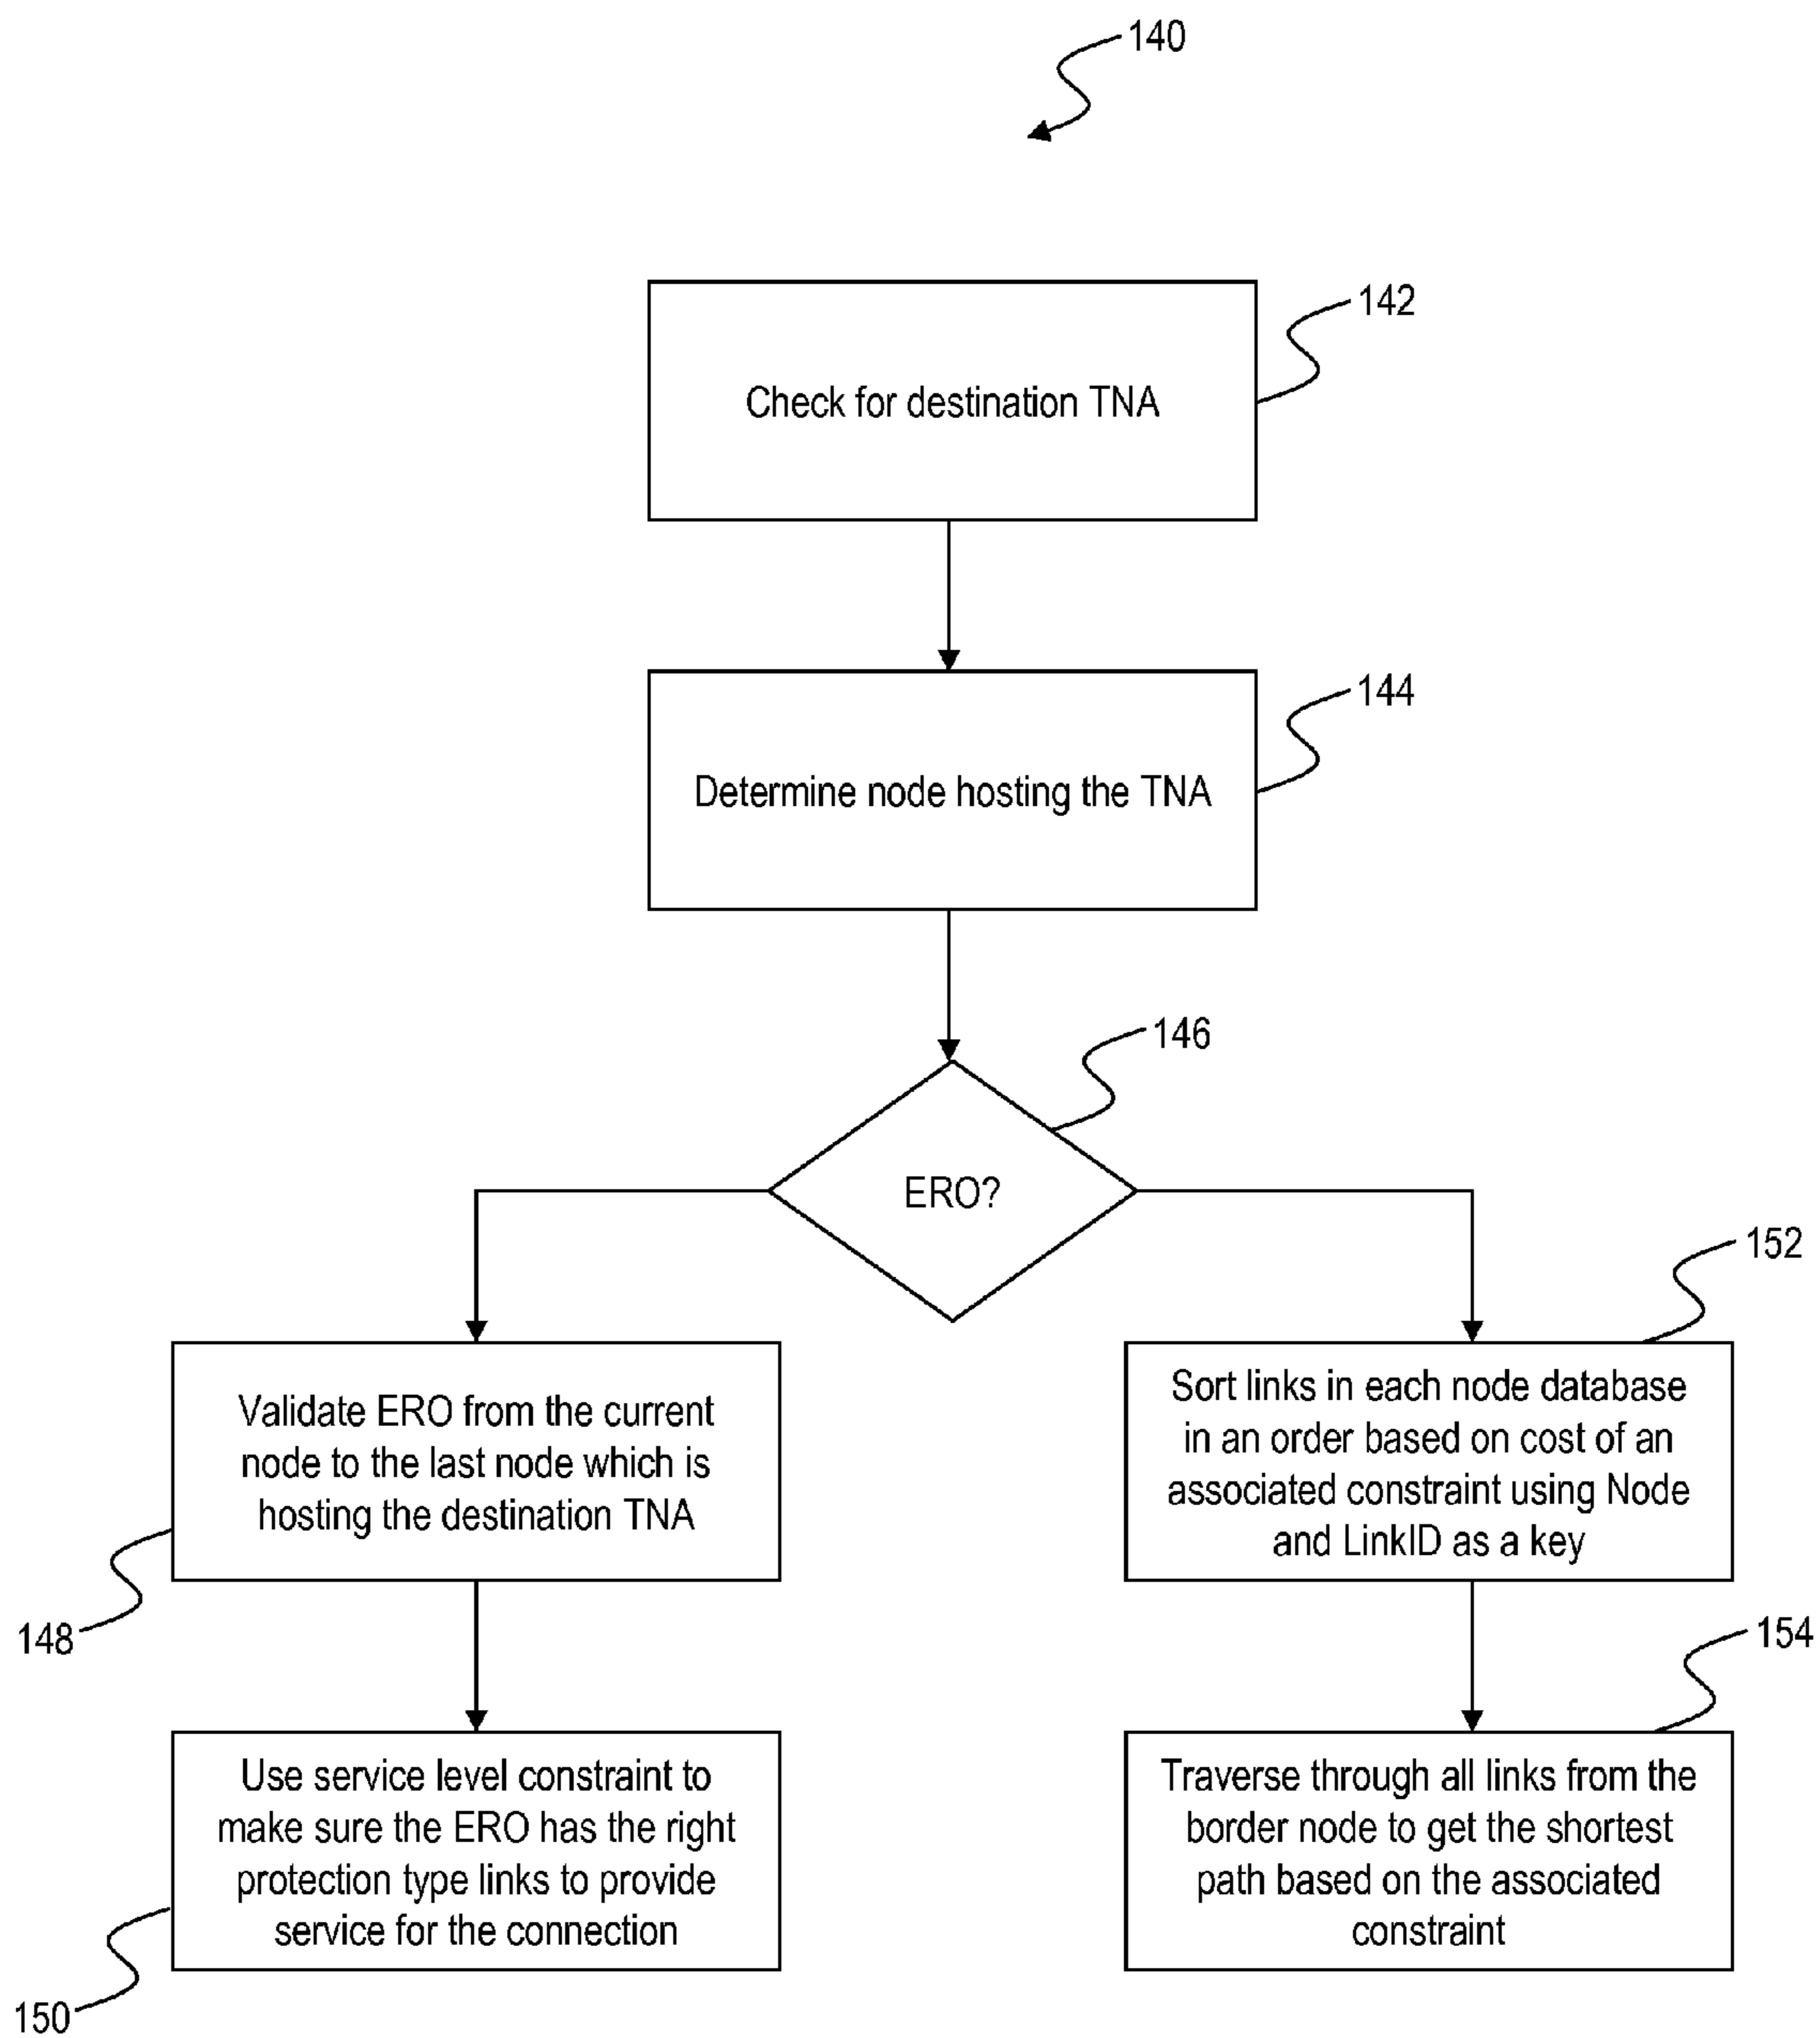 140
142
Check for destination TNA
144
Determine node hosting the TNA
146
ERO?
152
Validate ERO from the current
node to the last node which is
hosting the destination TNA
148
Sort links in each node database
in an order based on cost of an
associated constraint using Node
and LinkID as a key
154
Use service level constraint to
make sure the ERO has the right
protection type links to provide
service for the connection
150
Traverse through all links from the
border node to get the shortest
path based on the associated
constraint